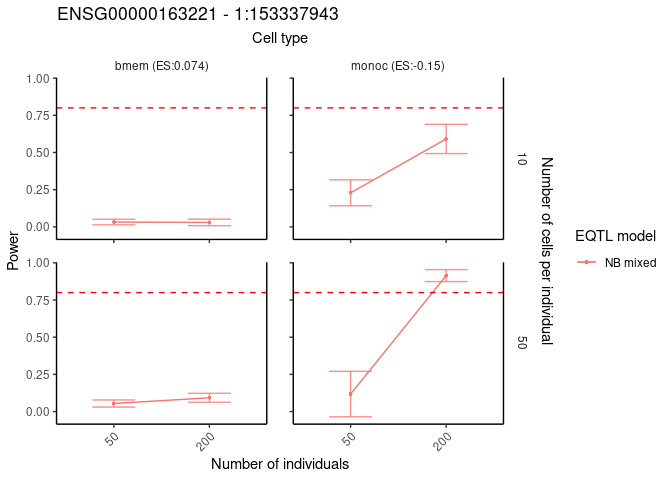 ENSG00000163221 - 1:153337943
Cell type
bmem (ES:0.074)
monoc (ES:-0.15)
1.00
0.75
0.50
0.25
0.00
10
1.00
0.75
0.50
0.25
0.00
50
Power
Number of cells per individual
EQTL model
NB mixed
50
200
50
200
Number of individuals